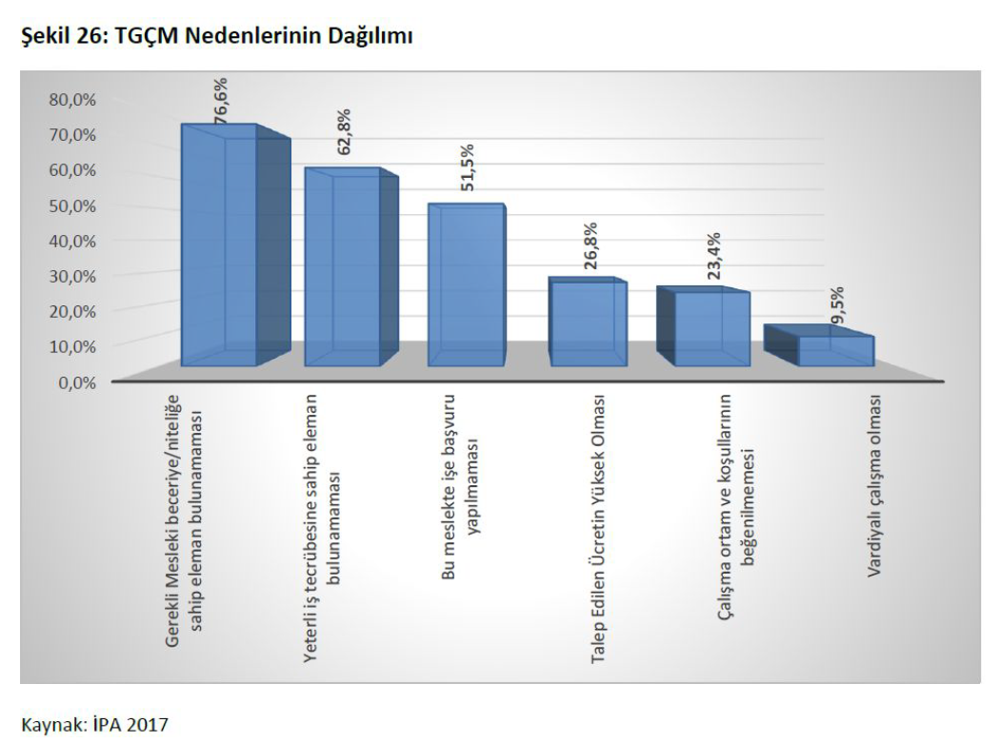 Şekil 26: TGÇM Nedenlerinin Dağılımı
80,0%
70,0%
60,0%
50,0%
40,0%
30,0%
20,0%
10,0%
0,0%
76,6%
62,8%
51,5%
26,8%
23,4%
9,5%
Gerekli Mesleki beceriye/niteliğe
sahip eleman bulunamaması
Yeterli iş tecrübesine sahip eleman
bulunamaması
Bu meslekte işe başvuru
yapılmaması
Talep Edilen Ücretin Yüksek Olması
Çalışma ortam ve koşullarının
beğenilmemesi
Vardiyalı çalışma olması
Kaynak: İPA 2017